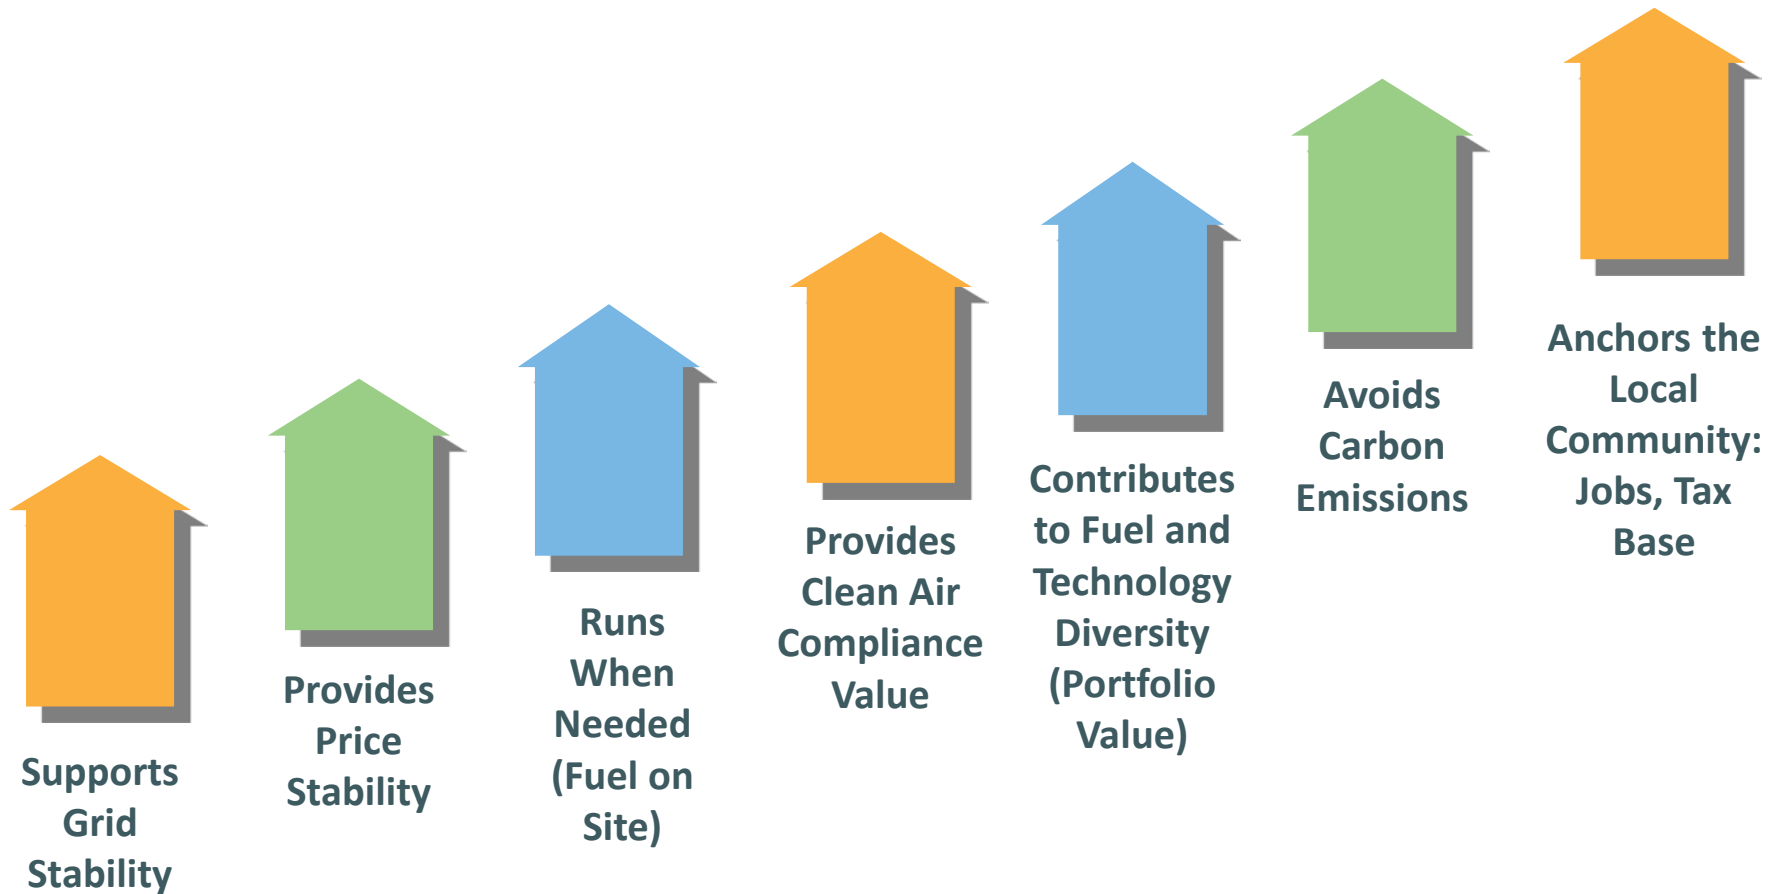 Supports
Grid
Stability
Provides
Price
Stability
Runs
When
Needed
(Fuel on
Site)
Provides
Clean Air
Compliance
Value
Contributes
to Fuel and
Technology
Diversity
(Portfolio
Value)
Avoids
Carbon
Emissions
Anchors the
Local
Community:
Jobs, Tax
Base